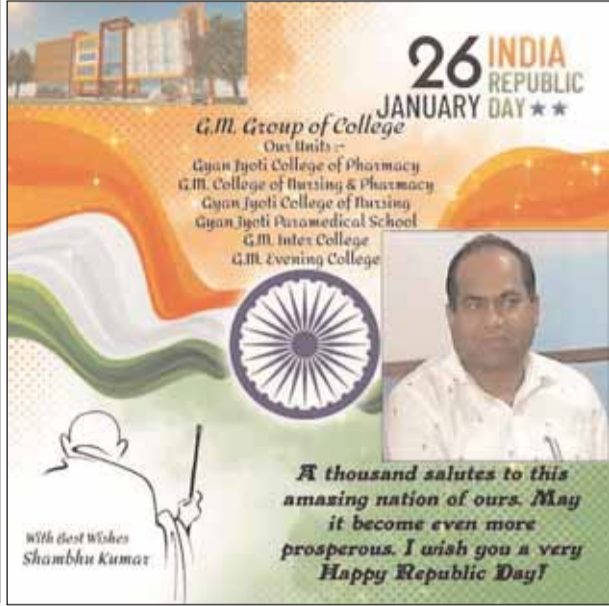 26 INDIA
REPUBLIC
JANUARY DAY
G.M. Group of College
Our Units :-
Gyan Jyoti College of Pharmacy
G.M. College of Nursing & Pharmacy
Gyan Jyoti College of Nursing
Gyan Jyoti Paramedical School
G.M. Inter College
G.M. Evening College
A thousand salutes to this
amazing nation of ours. May
it become even more
prosperous. I wish you a very
Happy Republic Day!
With Best Wishes
Shambhu Kumar